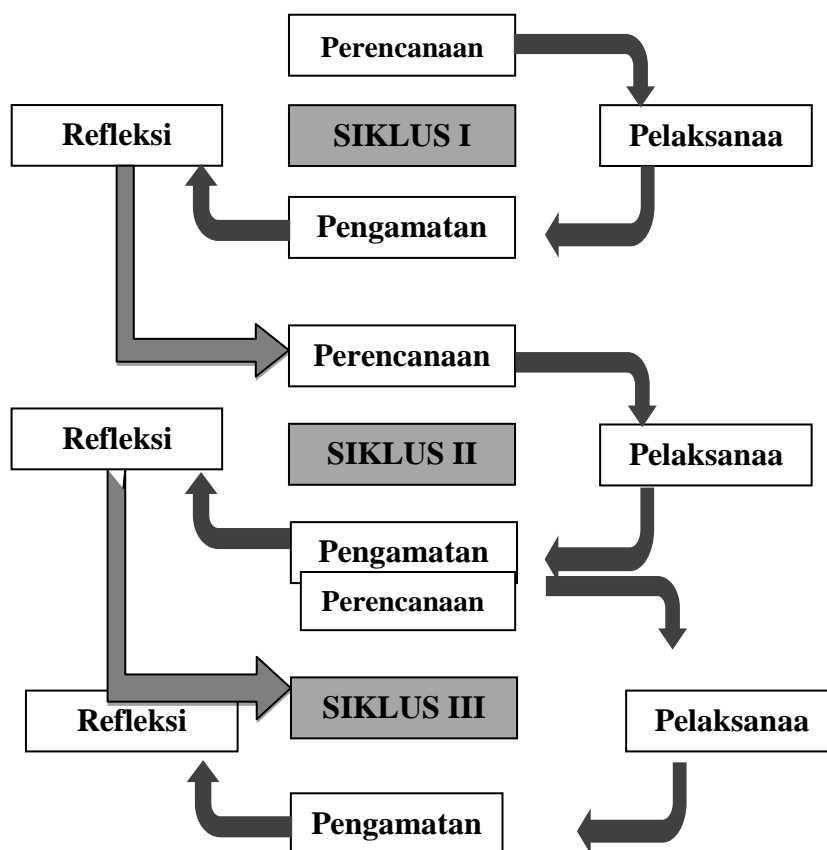 Perencanaan
Refleksi
SIKLUS I
Pelaksanaa
Pengamatan
Perencanaan
Refleksi
SIKLUS II
Pelaksanaa
Pengamatan
Perencanaan
Refleksi
SIKLUS III
Pelaksanaa
Pengamatan